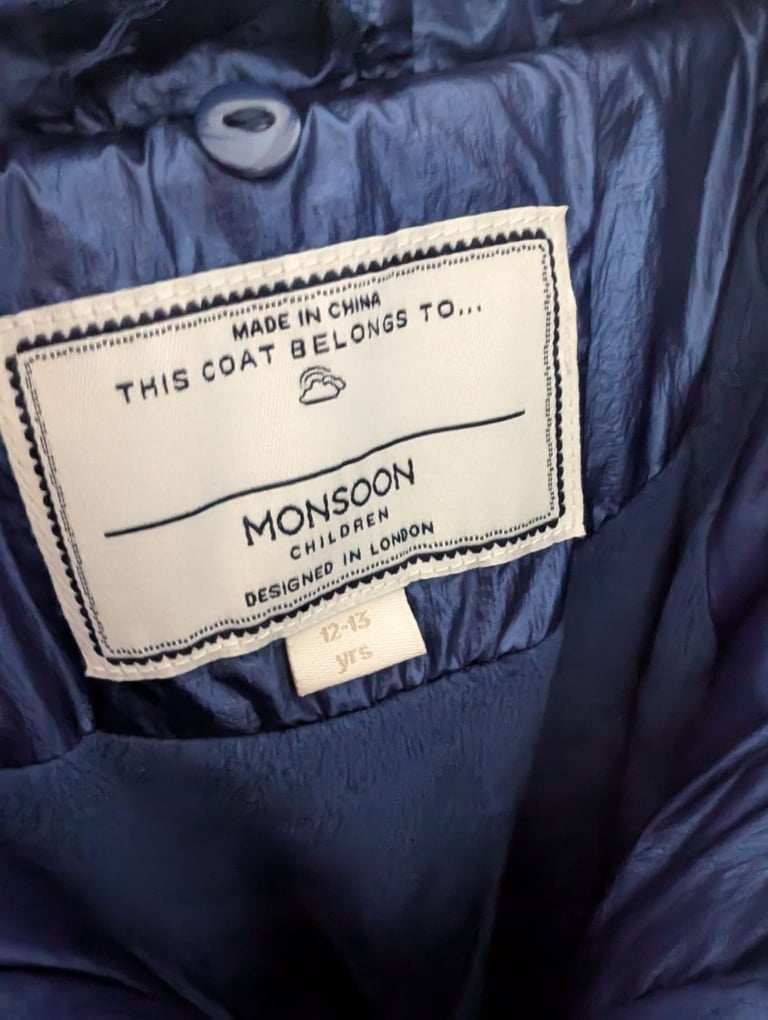 MADE IN CHINA
THIS COAT BELONGS TO...
MONSOON
CHILDREN
DESIGNED IN LONDON
12-13
yrs